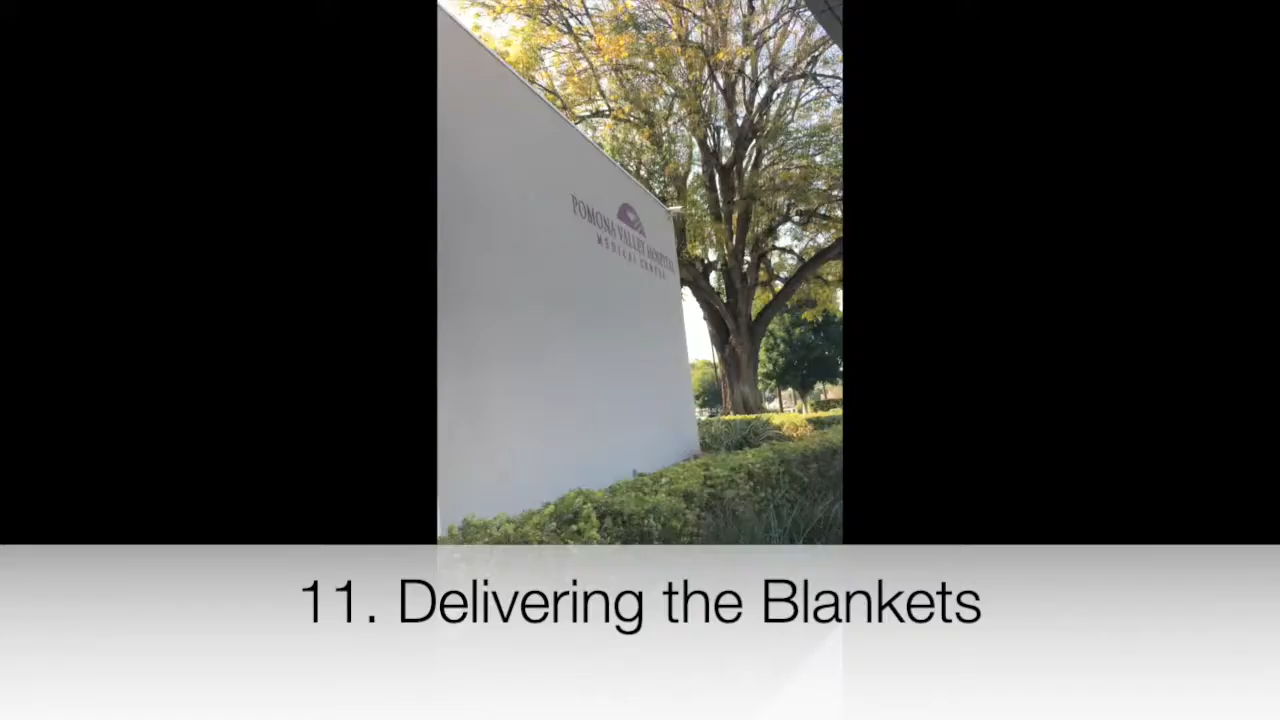 POMONA VALLEY HOSPITAL
MEDICAL CENTER
11. Delivering the Blankets